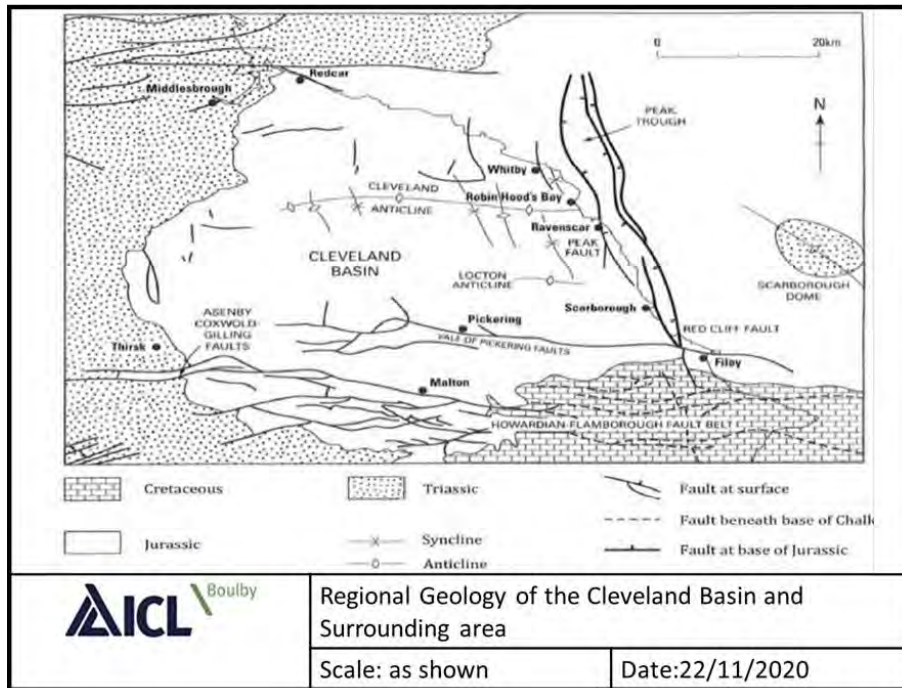 0 20km
Redcar
Middlesbrough
N
PEAK
TROUGH
Whitby
CLEVELAND
ANTICLINE
Robin Hood's Bay
Ravenscar
PEAK
FAULT
CLEVELAND
BASIN
LOCTON
ANTICLINE
SCARBOROUGH
DOME
Scarborough
ASENBY
COXWOLD-
GILLING
FAULTS
Pickering
RED CLIFF FAULT
Thirsk
VALE OF PICKERING FAULTS
Filey
Malton
HOWARDIAN-FLAMBOROUGH FAULT BELT
Cretaceous
Triassic
Fault at surface
Fault beneath base of Chalk
Jurassic
Syncline
Fault at base of Jurassic
Anticline
ICL Boulby
Regional Geology of the Cleveland Basin and
Surrounding area
Scale: as shown
Date:22/11/2020